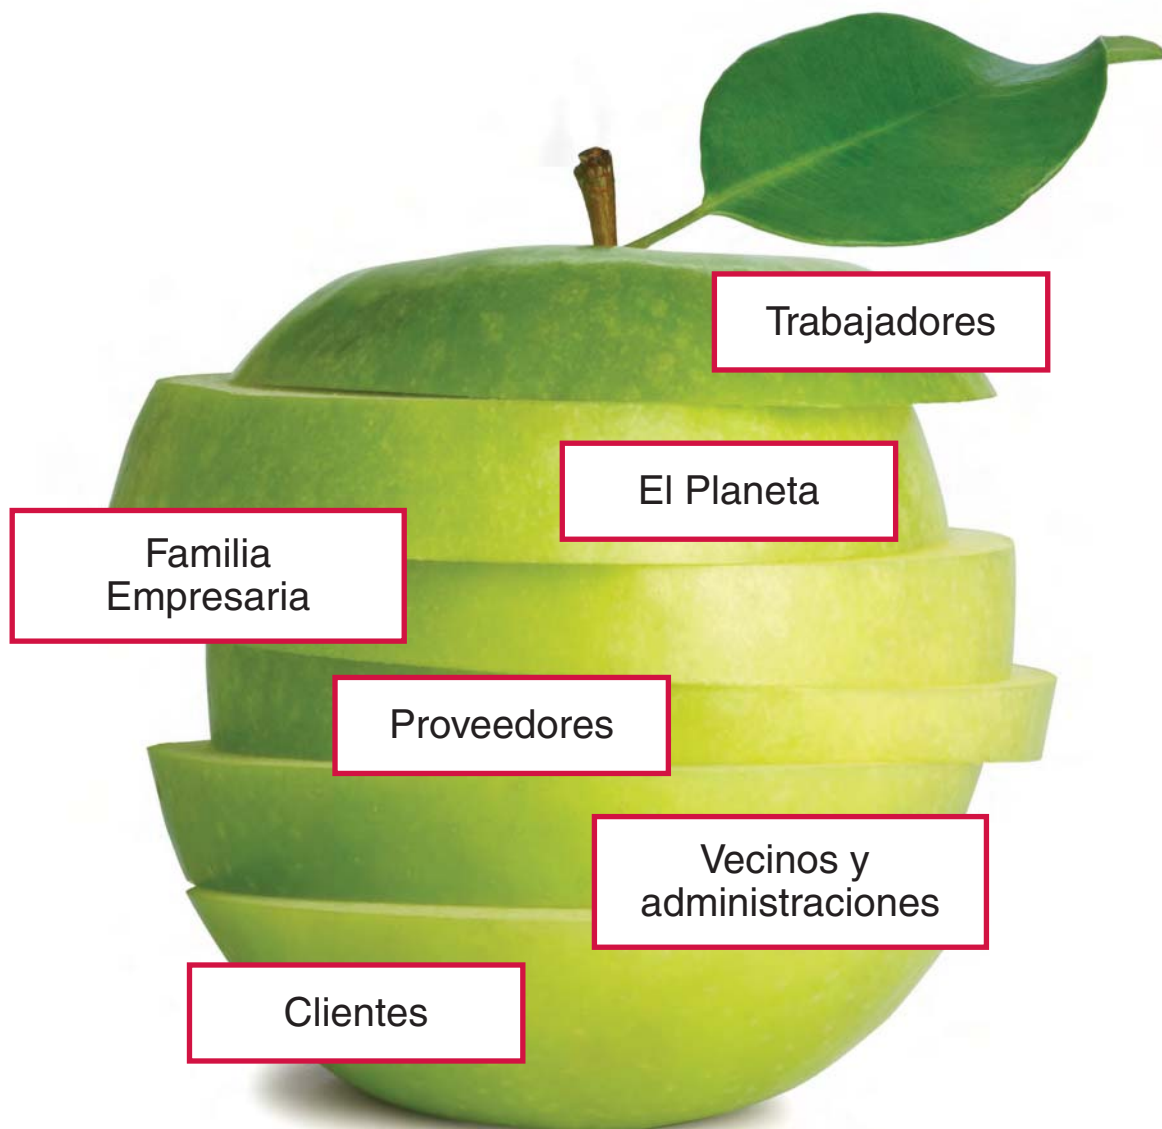 Trabajadores
El Planeta
Familia
Empresaria
Proveedores
Vecinos y
administraciones
Clientes